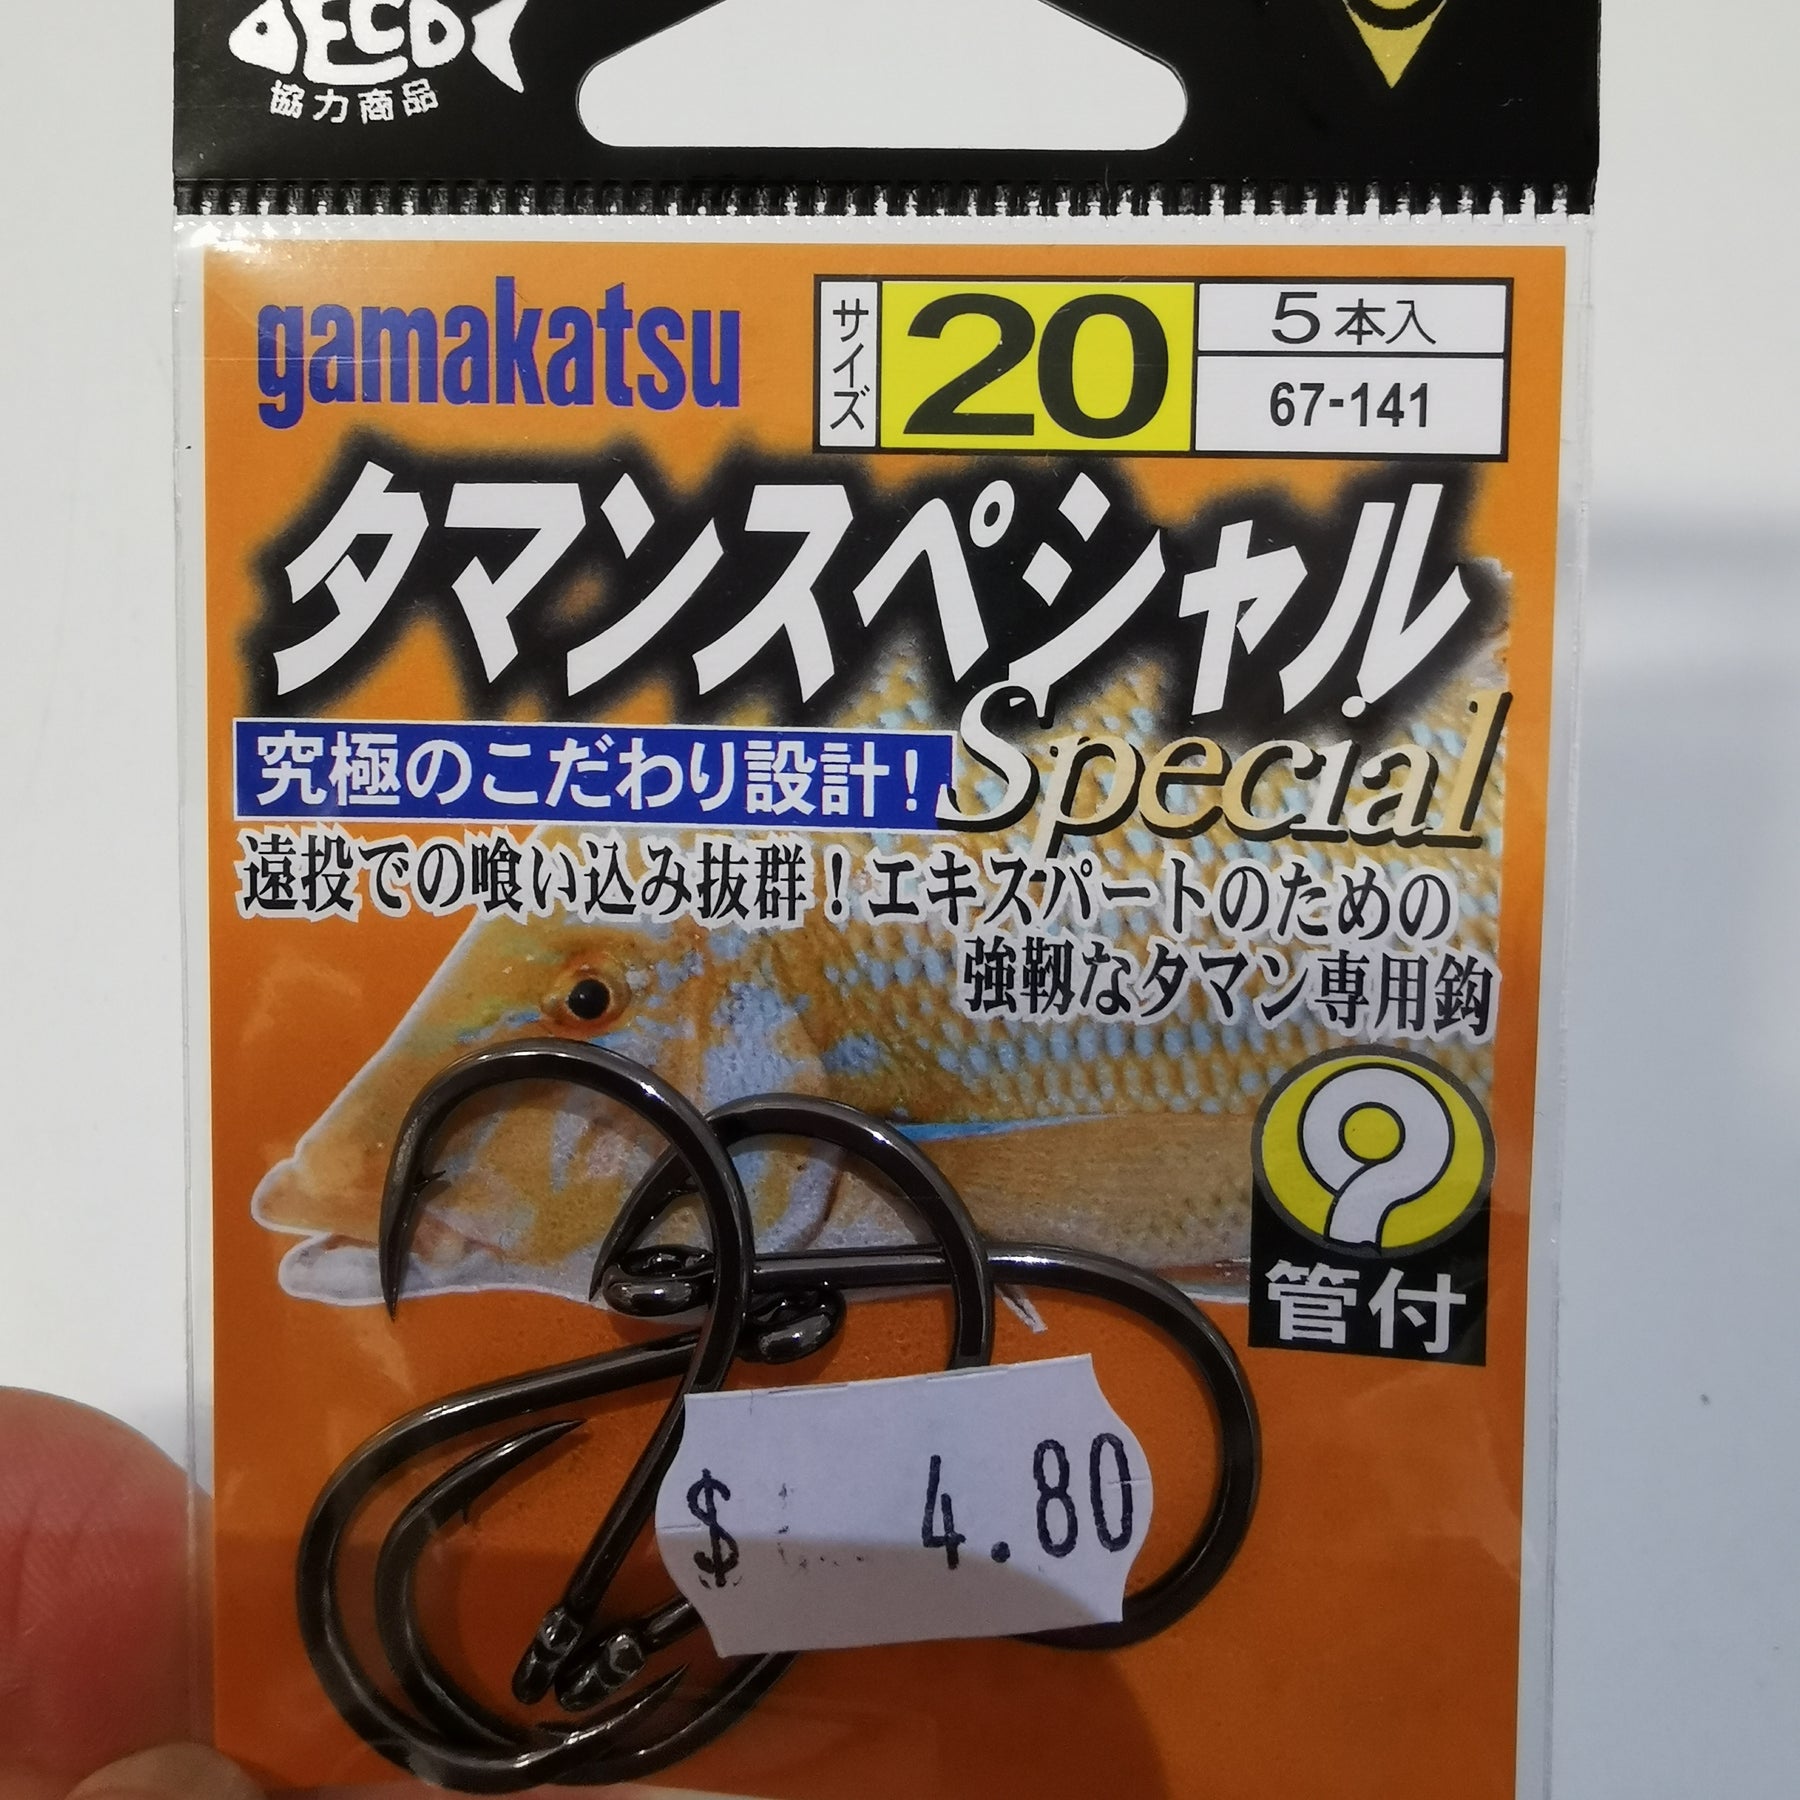 DECO
協力商品
gamakatsu
サイズ
20
5本入
67-141
タマンスペシャル
Special
究極のこだわり設計!
遠投での喰い込み抜群!エキスパートのための
強靱なタマン専用鈎
管付
$ 4.80